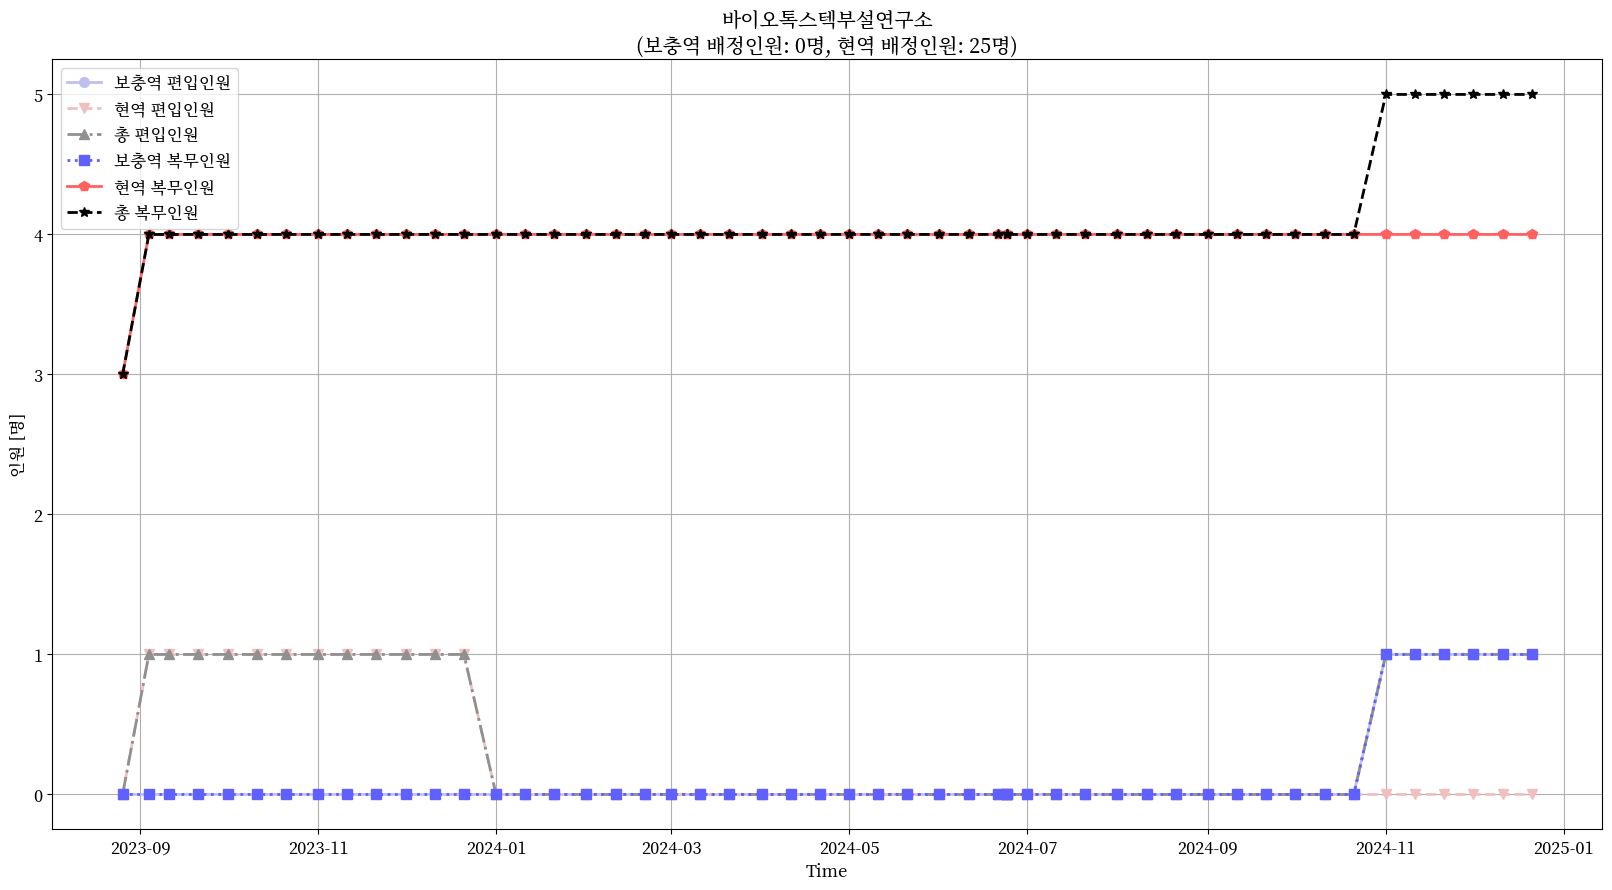 바이오톡스텍부설연구소
(보충역 배정인원: 0명, 현역 배정인원: 25명)
보충역 편입인원
현역 편입인원
총 편입인원
보충역 복무인원
현역 복무인원
총 복무인원
인원 [명]
5
4
3
2
1
0
2023-09
2023-11
2024-01
2024-03
2024-05
2024-07
2024-09
2024-11
2025-01
Time